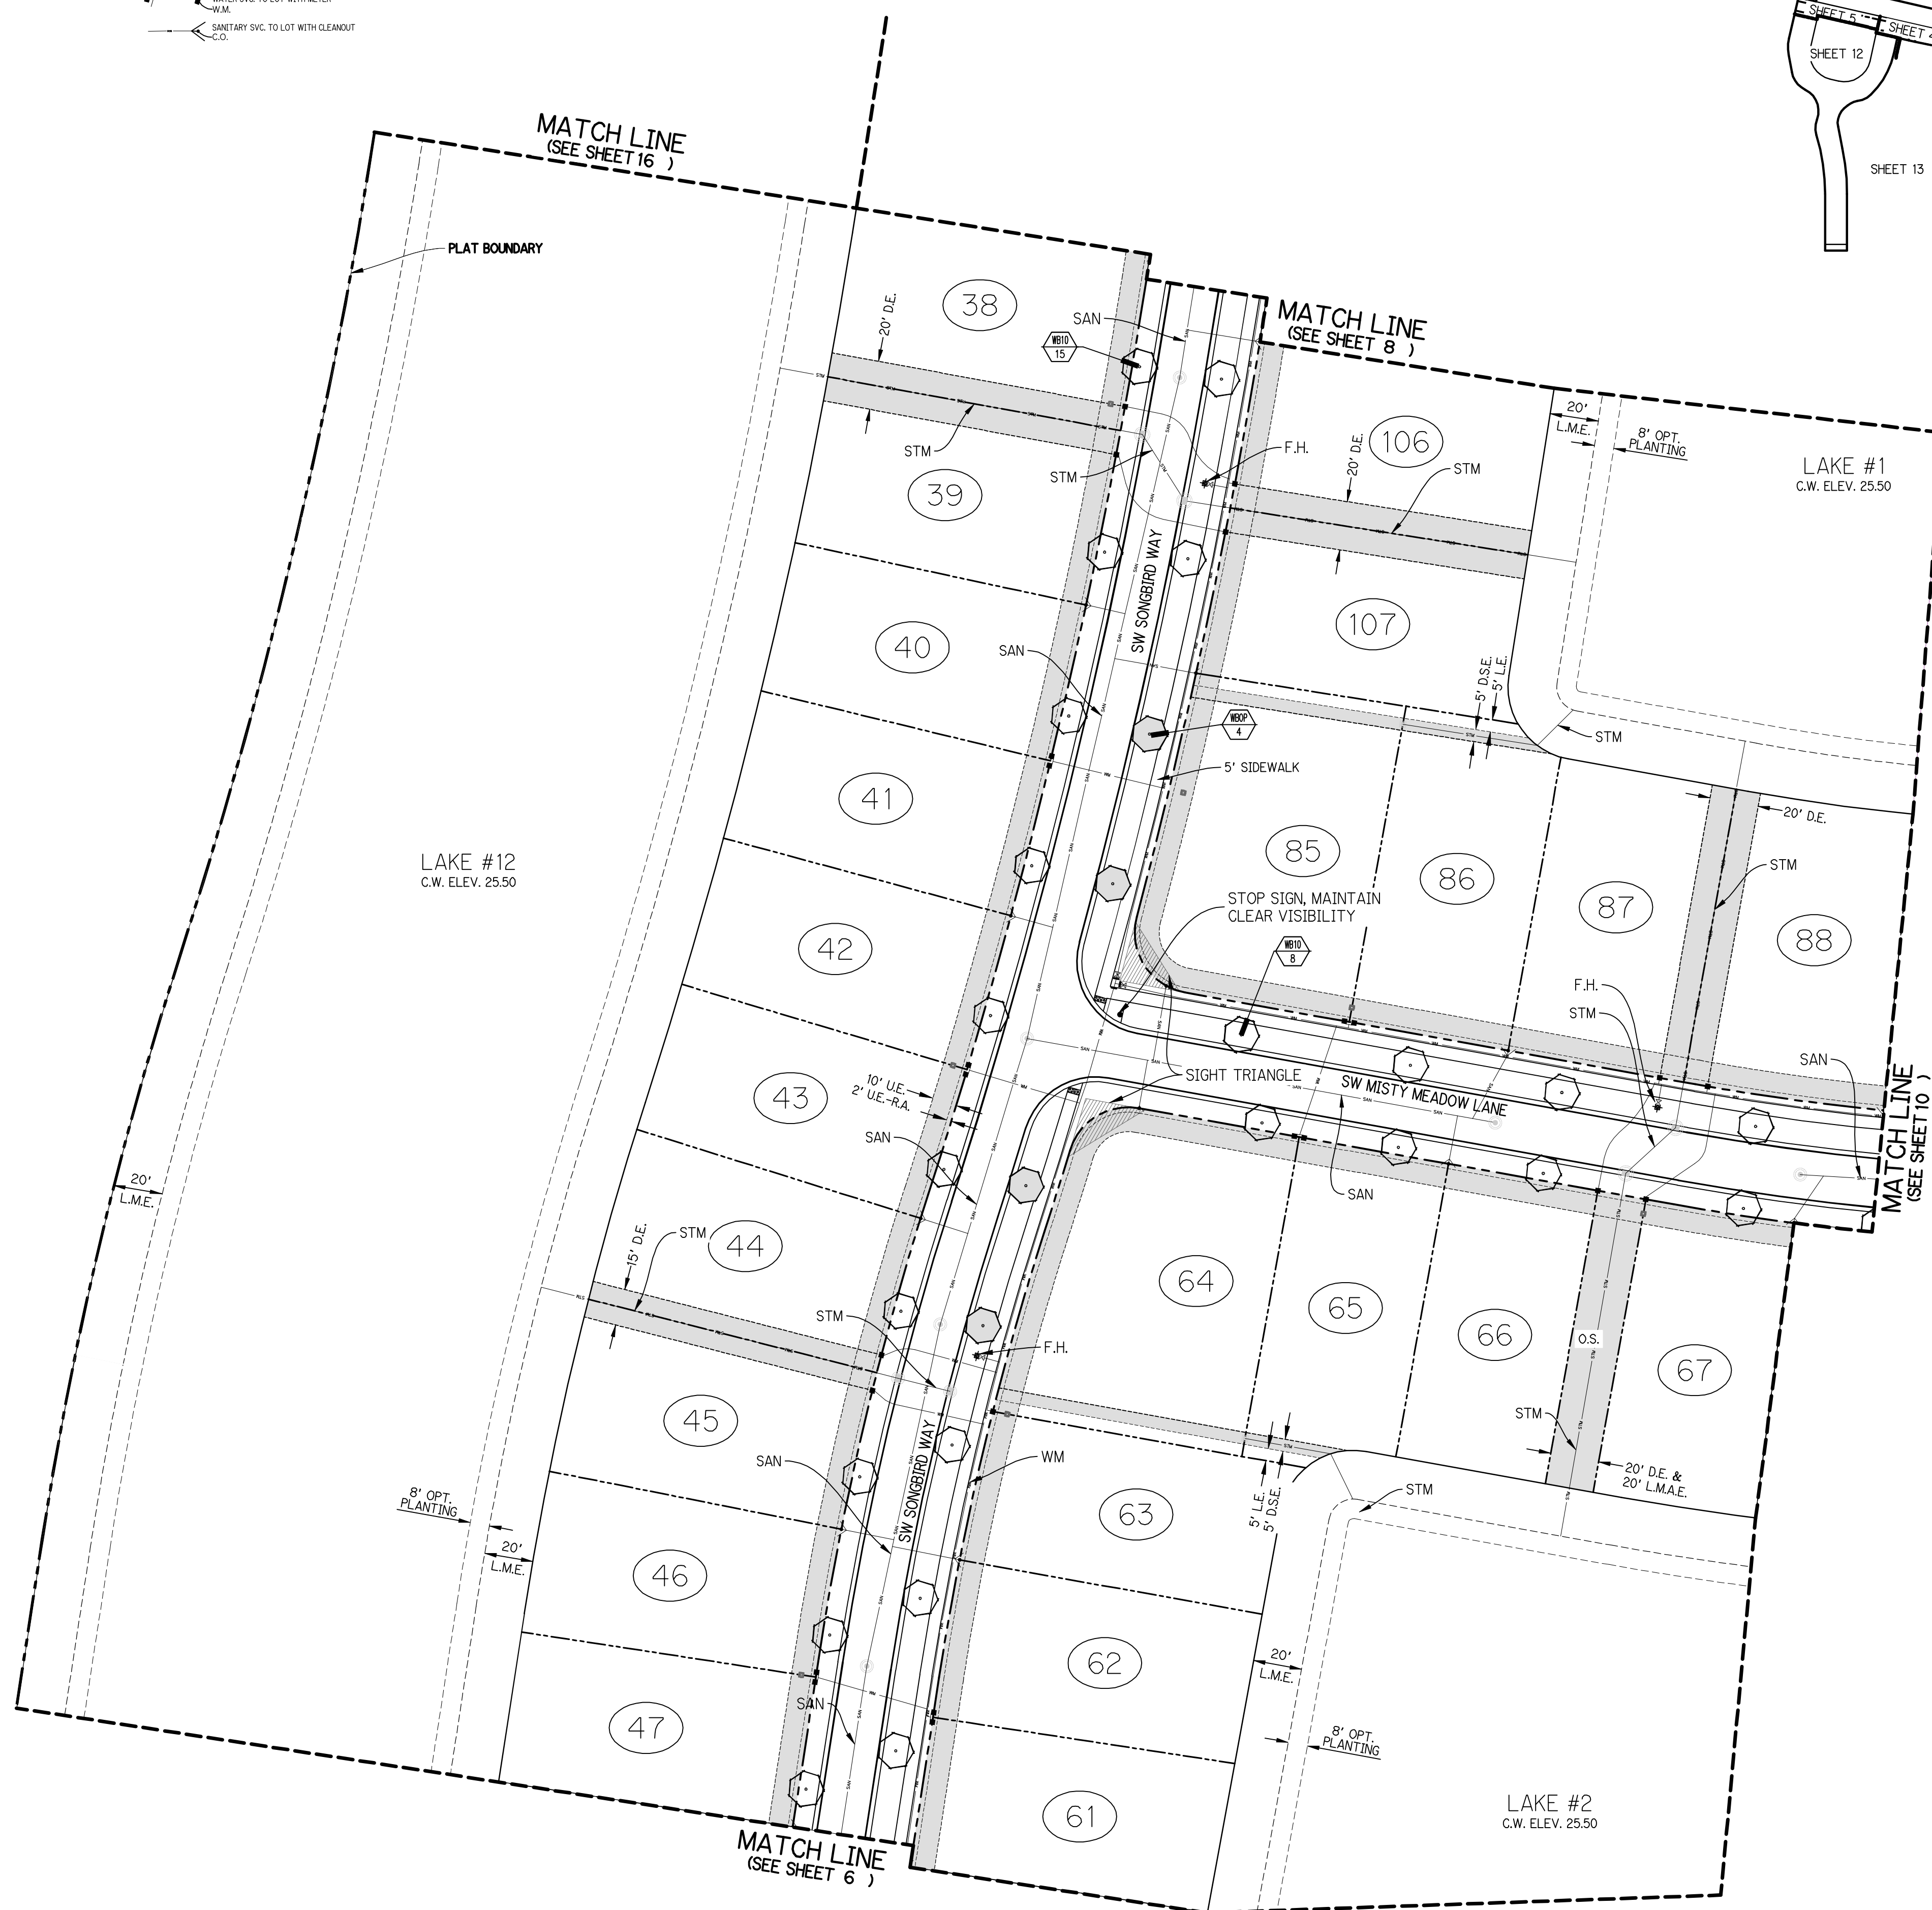 WATER SVC. TO LOT WITH METER
W.M.
SANITARY SVC. TO LOT WITH CLEANOUT
C.O.
SHEET 5
SHEET 12
SHEET 13
MATCH LINE
(SEE SHEET 16 )
PLAT BOUNDARY
38
20' D.E.
SAN
WB10
15
MATCH LINE
(SEE SHEET 8 )
STM
STM
F.H.
39
106
20' D.E.
STM
20'
L.M.E.
8' OPT.
PLANTING
LAKE #1
C.W. ELEV. 25.50
SW SONGBIRD WAY
40
SAN
107
5' D.S.E.
5' L.E.
STM
WBOP
4
5' SIDEWALK
41
LAKE #12
C.W. ELEV. 25.50
85
86
87
88
20' D.E.
STM
STOP SIGN, MAINTAIN
CLEAR VISIBILITY
WB10
8
42
F.H.
STM
SAN
43
10' U.E.
2' U.E.-R.A.
SIGHT TRIANGLE
SW MISTY MEADOW LANE
MATCH LINE
(SEE SHEET 10 )
SAN
SAN
20'
L.M.E.
15' D.E.
STM
44
STM
F.H.
64
65
66
O.S.
67
45
SW SONGBIRD WAY
SAN
WM
STM
20' D.E. &
20' L.M.A.E.
5' L.E.
5' D.S.E.
STM
8' OPT.
PLANTING
20'
L.M.E.
46
63
62
20'
L.M.E.
47
SAN
8' OPT.
PLANTING
61
LAKE #2
C.W. ELEV. 25.50
MATCH LINE
(SEE SHEET 6 )